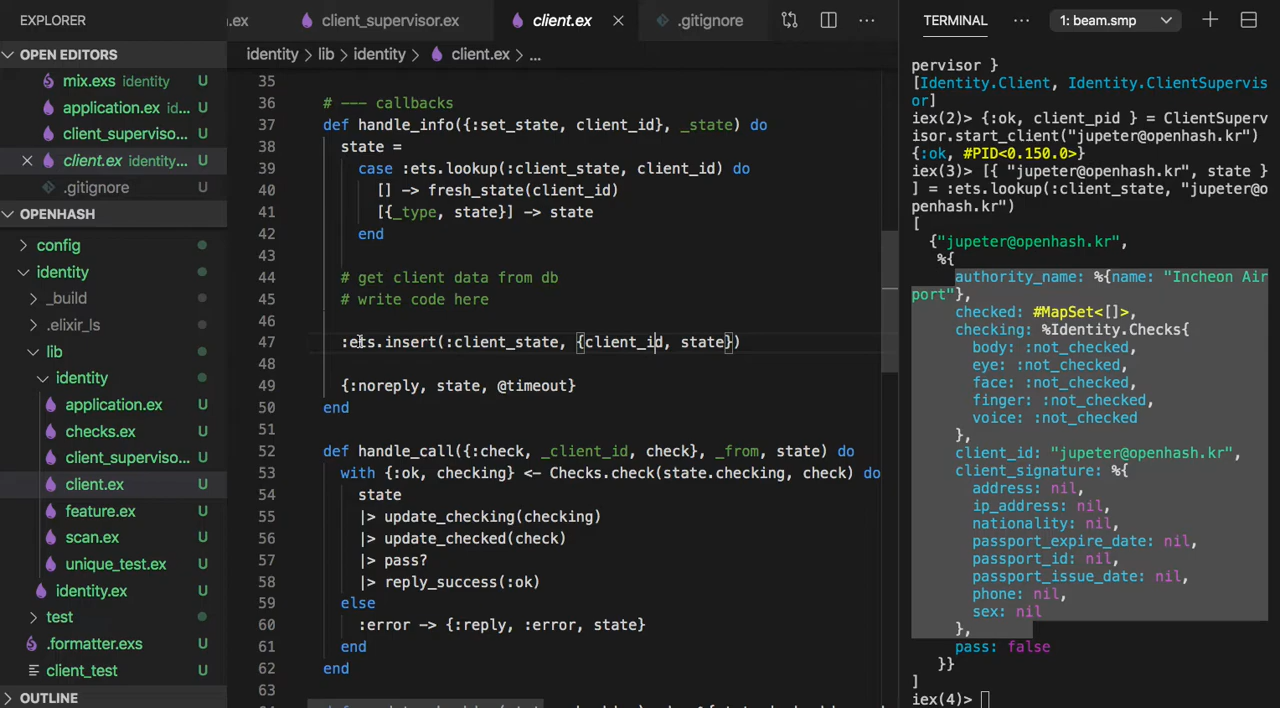 EXPLORER
OPEN EDITORS
mix.exs identity U
application.ex id... U
client_superviso... U
client.ex identity... U
.gitignore
OPENHASH
config
identity
_build
.elixir_ls
lib
identity
application.ex U
checks.ex U
client_superviso... U
client.ex U
feature.ex U
scan.ex U
unique_test.ex U
identity.ex U
test
.formatter.exs U
client_test U
OUTLINE
.ex client_supervisor.ex client.ex .gitignore
identity > lib > identity > client.ex > ...
35
36 # --- callbacks
37 def handle_info({:set_state, client_id}, _state) do
38 state =
39 case :ets.lookup(:client_state, client_id) do
40 [] -> fresh_state(client_id)
41 [{_type, state}] -> state
42 end
43
44 # get client data from db
45 # write code here
46
47 :ets.insert(:client_state, {client_id, state})
48
49 {:noreply, state, @timeout}
50 end
51
52 def handle_call({:check, _client_id, check}, _from, state) do
53 with {:ok, checking} <- Checks.check(state.checking, check) do
54 state
55 |> update_checking(checking)
56 |> update_checked(check)
57 |> pass?
58 |> reply_success(:ok)
59 else
60 :error -> {:reply, :error, state}
61 end
62 end
63
TERMINAL ... 1: beam.smp
pervisor }
[Identity.Client, Identity.ClientSupervis
or]
iex(2)> {:ok, client_pid } = ClientSuperv
isor.start_client("jupeter@openhash.kr")
{:ok, #PID<0.150.0>}
iex(3)> [{ "jupeter@openhash.kr", state }
] = :ets.lookup(:client_state, "jupeter@o
penhash.kr")
[
{"jupeter@openhash.kr",
%{
authority_name: %{name: "Incheon Air
port"},
checked: #MapSet<[]>,
checking: %Identity.Checks{
body: :not_checked,
eye: :not_checked,
face: :not_checked,
finger: :not_checked,
voice: :not_checked
},
client_id: "jupeter@openhash.kr",
client_signature: %{
address: nil,
ip_address: nil,
nationality: nil,
passport_expire_date: nil,
passport_id: nil,
passport_issue_date: nil,
phone: nil,
sex: nil
},
pass: false
}}
]
iex(4)>